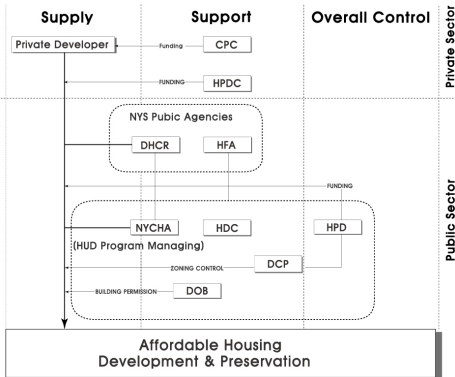 Supply Support Overall Control
Private Sector
Private Developer Funding CPC
FUNDING HPDC
NYS Pubic Agencies
DHCR HFA
Public Sector
FUNDING
NYCHA HDC HPD
(HUD Program Managing)
ZONING CONTROL DCP
BUILDING PERMISSION DOB
Affordable Housing
Development & Preservation